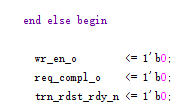 end else begin
wr_en_o <= 1'b0;
req_compl_o <= 1'b0;
trn_rdst_rdy_n <= 1'b0;